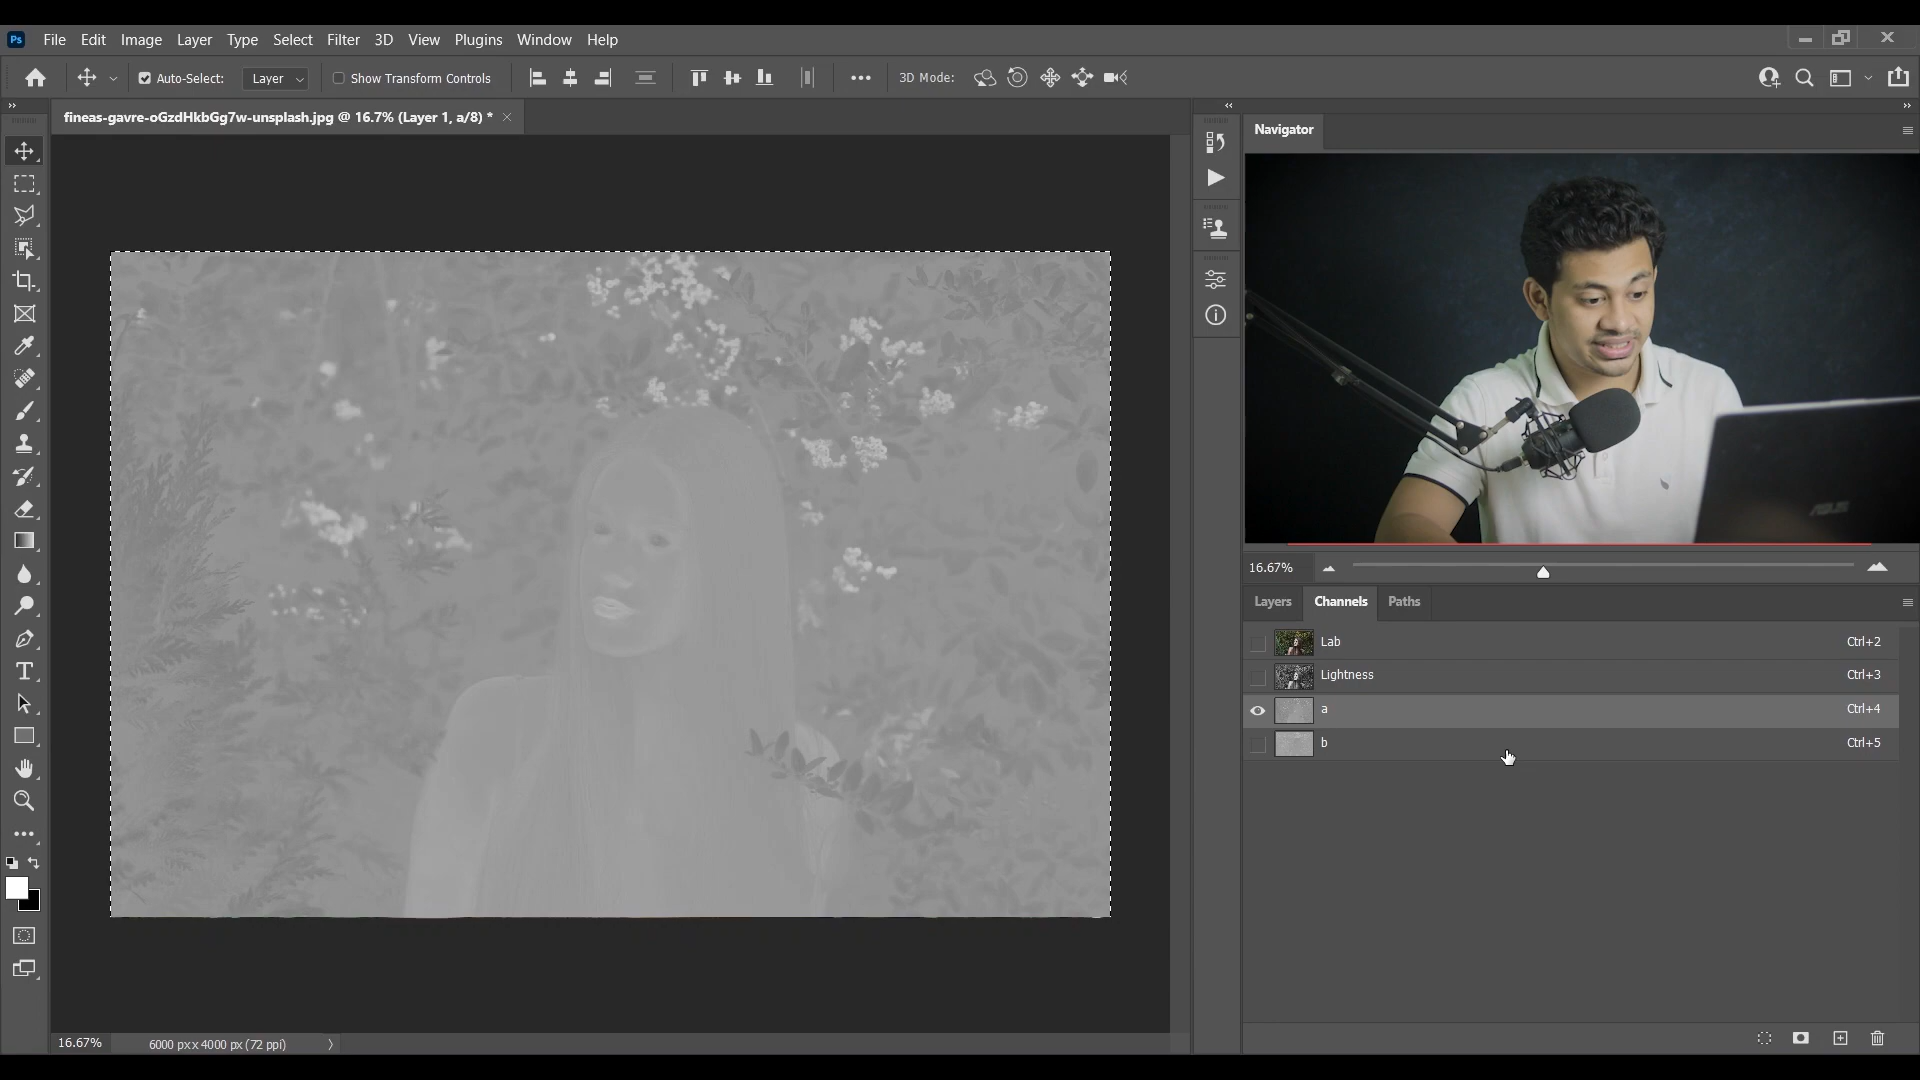 Ps File Edit Image Layer Type Select Filter 3D View Plugins Window Help
Auto-Select: Layer Show Transform Controls 3D Mode:
fineas-gavre-oGzdHkbGg7w-unsplash.jpg @ 16.7% (Layer 1, a/8) *
Navigator
ASUS
16.67%
Layers Channels Paths
Lab Ctrl+2
Lightness Ctrl+3
a Ctrl+4
b Ctrl+5
16.67% 6000 px x 4000 px (72 ppi)